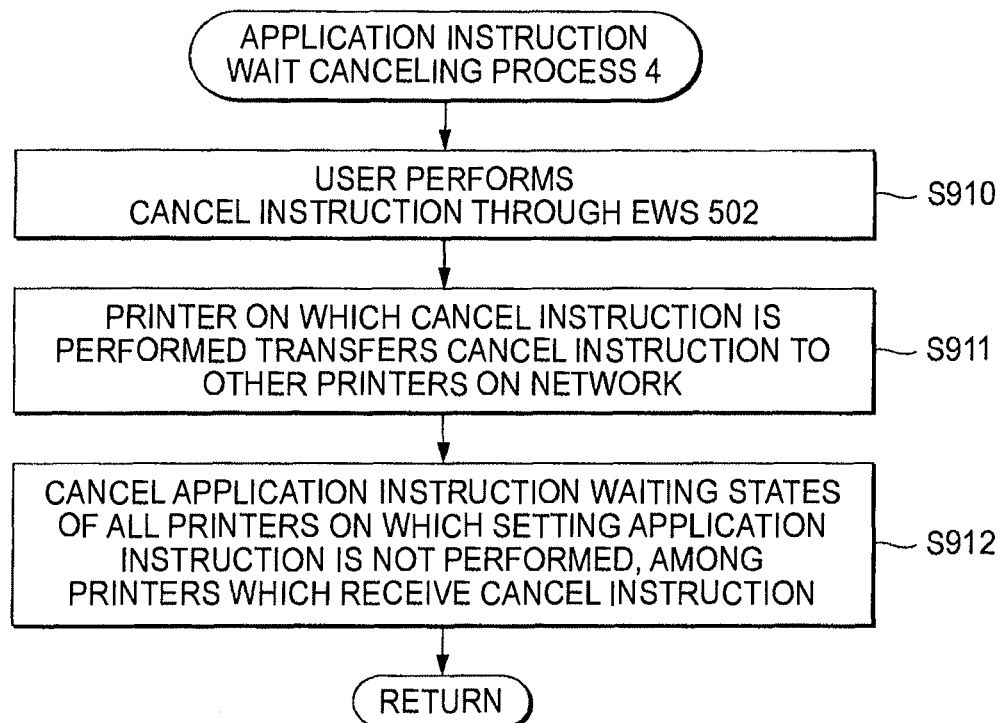 APPLICATION INSTRUCTION
WAIT CANCELING PROCESS 4
USER PERFORMS
CANCEL INSTRUCTION THROUGH EWS 502
S910
PRINTER ON WHICH CANCEL INSTRUCTION IS
PERFORMED TRANSFERS CANCEL INSTRUCTION TO
OTHER PRINTERS ON NETWORK
S911
CANCEL APPLICATION INSTRUCTION WAITING STATES
OF ALL PRINTERS ON WHICH SETTING APPLICATION
INSTRUCTION IS NOT PERFORMED, AMONG
PRINTERS WHICH RECEIVE CANCEL INSTRUCTION
S912
RETURN